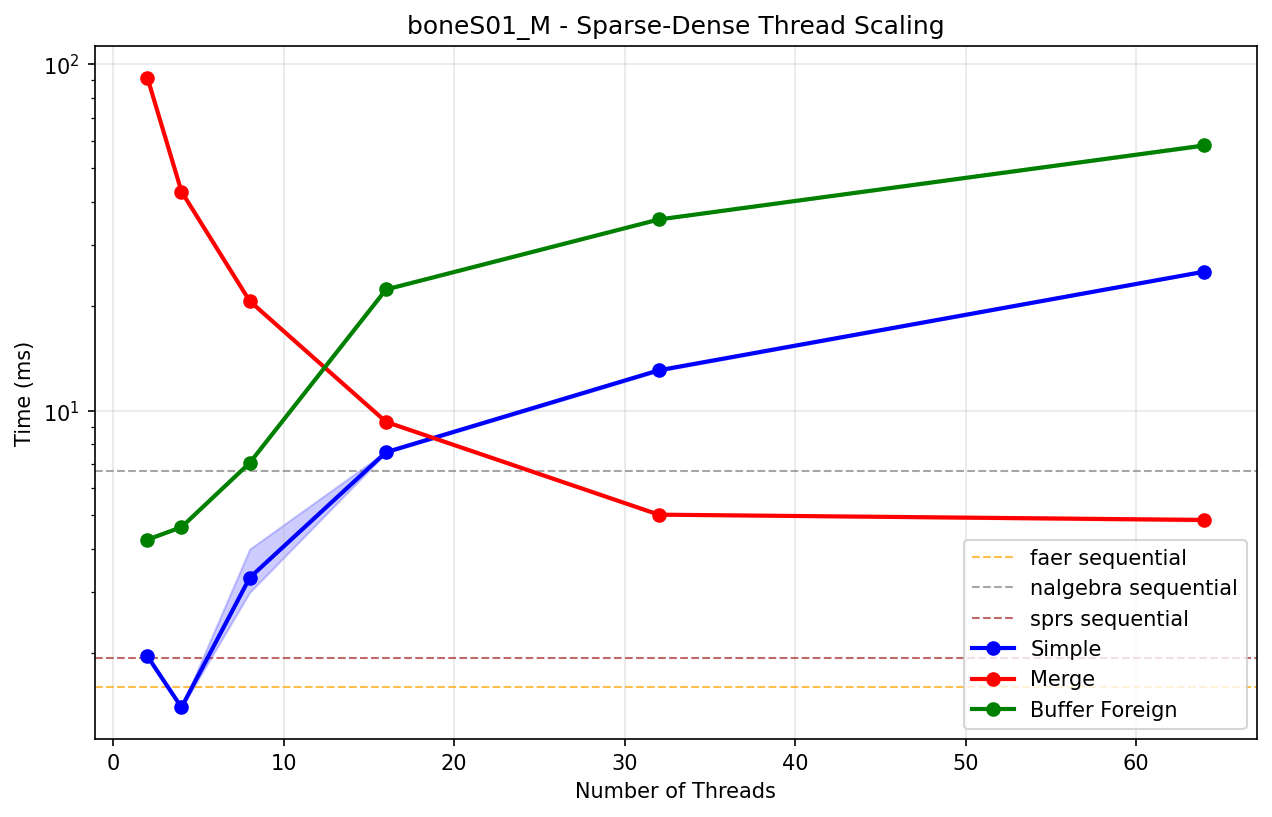 boneS01_M - Sparse-Dense Thread Scaling
Time (ms)
10²
10¹
0 10 20 30 40 50 60
Number of Threads
faer sequential
nalgebra sequential
sprs sequential
Simple
Merge
Buffer Foreign